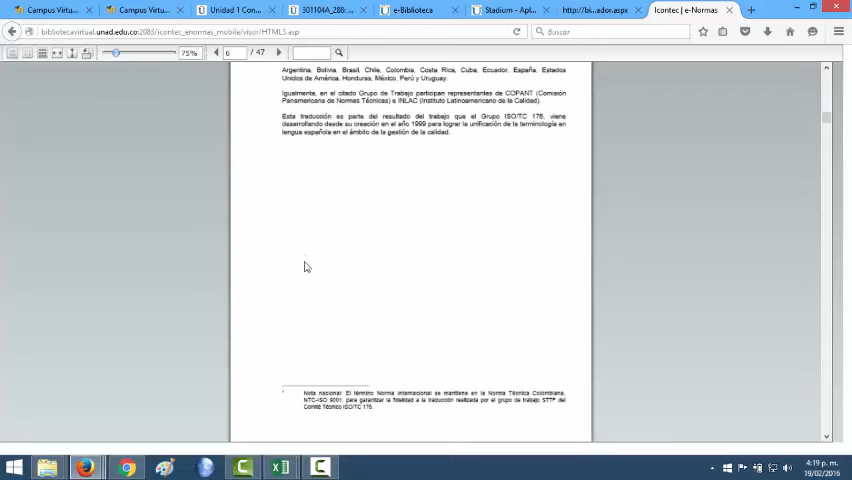 Campus Virtu...
Campus Virtu...
Unidad 1 Con...
301104A_288:...
e-Biblioteca
Stadium - Apl...
http://bi...ador.aspx
Icontec | e-Normas
bibliotecavirtual.unad.edu.co:2083/icontec_enormas_mobile/visor/HTML5.asp
Buscar
75%
6 / 47
Argentina, Bolivia, Brasil, Chile, Colombia, Costa Rica, Cuba, Ecuador, España, Estados
Unidos de América, Honduras, México, Perú y Uruguay.
Igualmente, en el citado Grupo de Trabajo participan representantes de COPANT (Comisión
Panamericana de Normas Técnicas) e INLAC (Instituto Latinoamericano de la Calidad).
Esta traducción es parte del resultado del trabajo que el Grupo ISO/TC 176, viene
desarrollando desde su creación en el año 1999 para lograr la unificación de la terminología en
lengua española en el ámbito de la gestión de la calidad.
Nota nacional: El término Norma Internacional se mantiene en la Norma Técnica Colombiana,
NTC-ISO 9001, para garantizar la fidelidad a la traducción realizada por el grupo de trabajo STTF del
Comité Técnico ISO/TC 176.
4:19 p. m.
19/02/2016